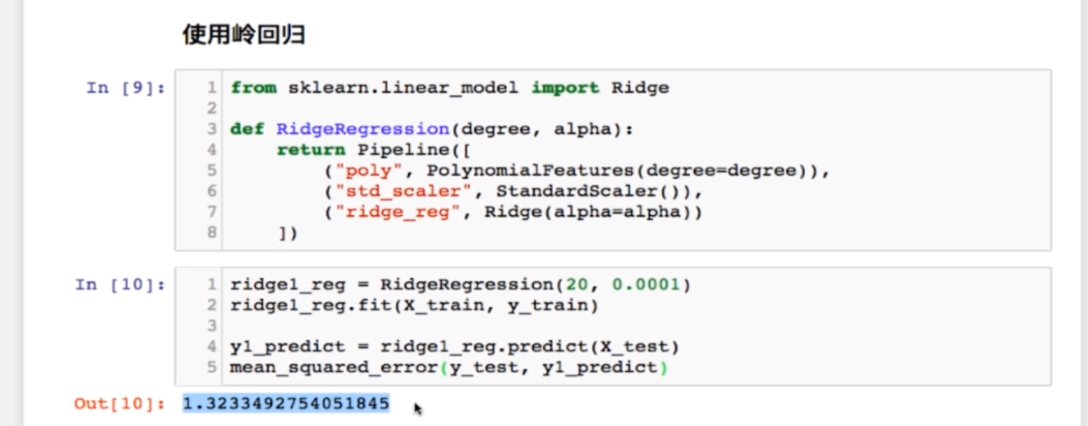 使用岭回归
In [9]:
1 from sklearn.linear_model import Ridge
2
3 def RidgeRegression(degree, alpha):
4     return Pipeline([
5         ("poly", PolynomialFeatures(degree=degree)),
6         ("std_scaler", StandardScaler()),
7         ("ridge_reg", Ridge(alpha=alpha))
8     ])
In [10]:
1 ridge1_reg = RidgeRegression(20, 0.0001)
2 ridge1_reg.fit(X_train, y_train)
3
4 y1_predict = ridge1_reg.predict(X_test)
5 mean_squared_error(y_test, y1_predict)
Out[10]: 1.3233492754051845